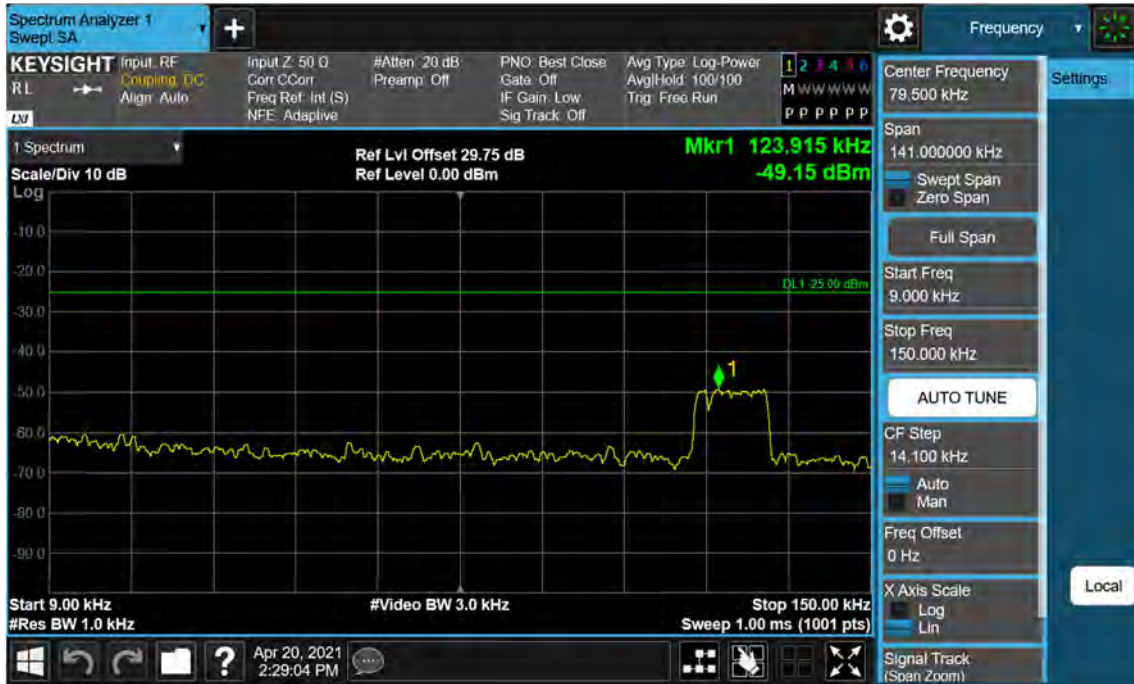 Spectrum Analyzer 1
Swept SA
Frequency
KEYSIGHT
RL
LXI
Input: RF
Coupling: DC
Align: Auto
Input Z: 50 Ω
Corr CCorr
Freq Ref: Int (S)
NFE: Adaptive
#Atten: 20 dB
Preamp: Off
PNO: Best Close
Gate: Off
IF Gain: Low
Sig Track: Off
Avg Type: Log-Power
Avg|Hold: 100/100
Trig: Free Run
1 2 3 4 5 6
M W W W W W
P P P P P P
Center Frequency
79.500 kHz
Settings
1 Spectrum
Scale/Div 10 dB
Ref Lvl Offset 29.75 dB
Ref Level 0.00 dBm
Mkr1 123.915 kHz
-49.15 dBm
Log
-10.0
-20.0
-30.0
-40.0
-50.0
-60.0
-70.0
-90.0
DL1 -25.00 dBm
1
Start 9.00 kHz
#Res BW 1.0 kHz
#Video BW 3.0 kHz
Stop 150.00 kHz
Sweep 1.00 ms (1001 pts)
Span
141.000000 kHz
Swept Span
Zero Span
Full Span
Start Freq
9.000 kHz
Stop Freq
150.000 kHz
AUTO TUNE
CF Step
14.100 kHz
Auto
Man
Freq Offset
0 Hz
X Axis Scale
Log
Lin
Signal Track
(Span Zoom)
Local
?
Apr 20, 2021
2:29:04 PM